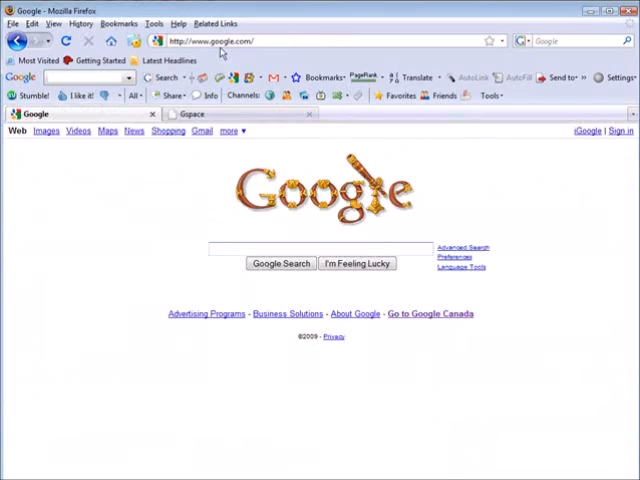 Google - Mozilla Firefox
File Edit View History Bookmarks Tools Help Related Links
http://www.google.com/ Google
Most Visited Getting Started Latest Headlines
Google Search Bookmarks PageRank Translate AutoLink AutoFill Send to Settings
Stumble! I like it! All Share Info Channels: Favorites Friends Tools
Google Gspace
Web Images Videos Maps News Shopping Gmail more iGoogle | Sign in
Google
Advanced Search
Preferences
Language Tools
Google Search I'm Feeling Lucky
Advertising Programs - Business Solutions - About Google - Go to Google Canada
©2009 - Privacy